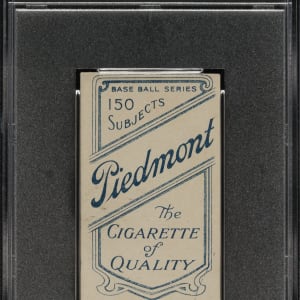 BASE BALL SERIES
150
SUBJECTS
Piedmont
The
CIGARETTE
of
QUALITY